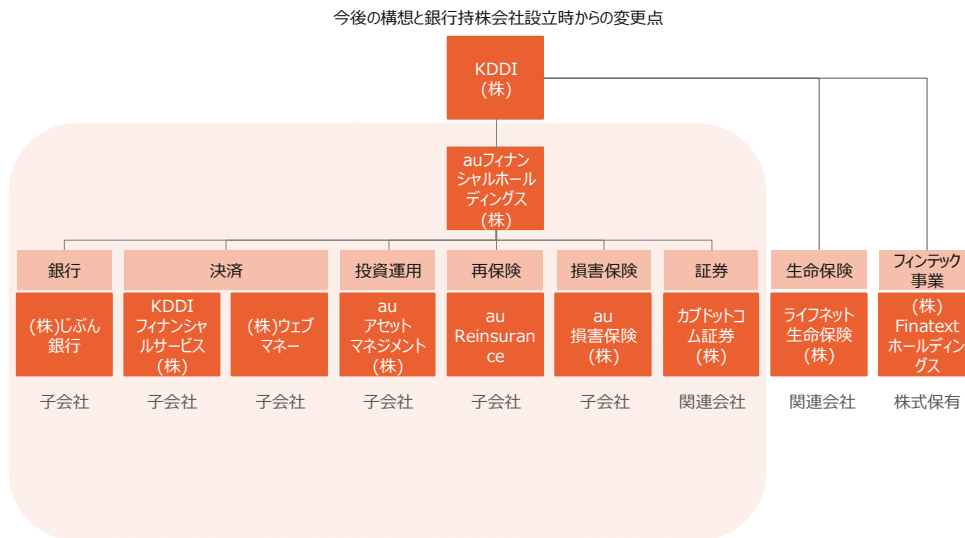 今後の構想と銀行持株会社設立時からの変更点
KDDI
(株)
auフィナン
シャルホール
ディングス
(株)
銀行
決済
投資運用
再保険
損害保険
証券
生命保険
フィンテック
事業
(株)じぶん
銀行
KDDI
フィナンシャ
ルサービス
(株)
(株)ウェブ
マネー
au
アセット
マネジメント
(株)
au
Reinsuran
ce
au
損害保険
(株)
カブドットコ
ム証券
(株)
ライフネット
生命保険
(株)
(株)
Finatext
ホールディン
グス
子会社
子会社
子会社
子会社
子会社
子会社
関連会社
関連会社
株式保有